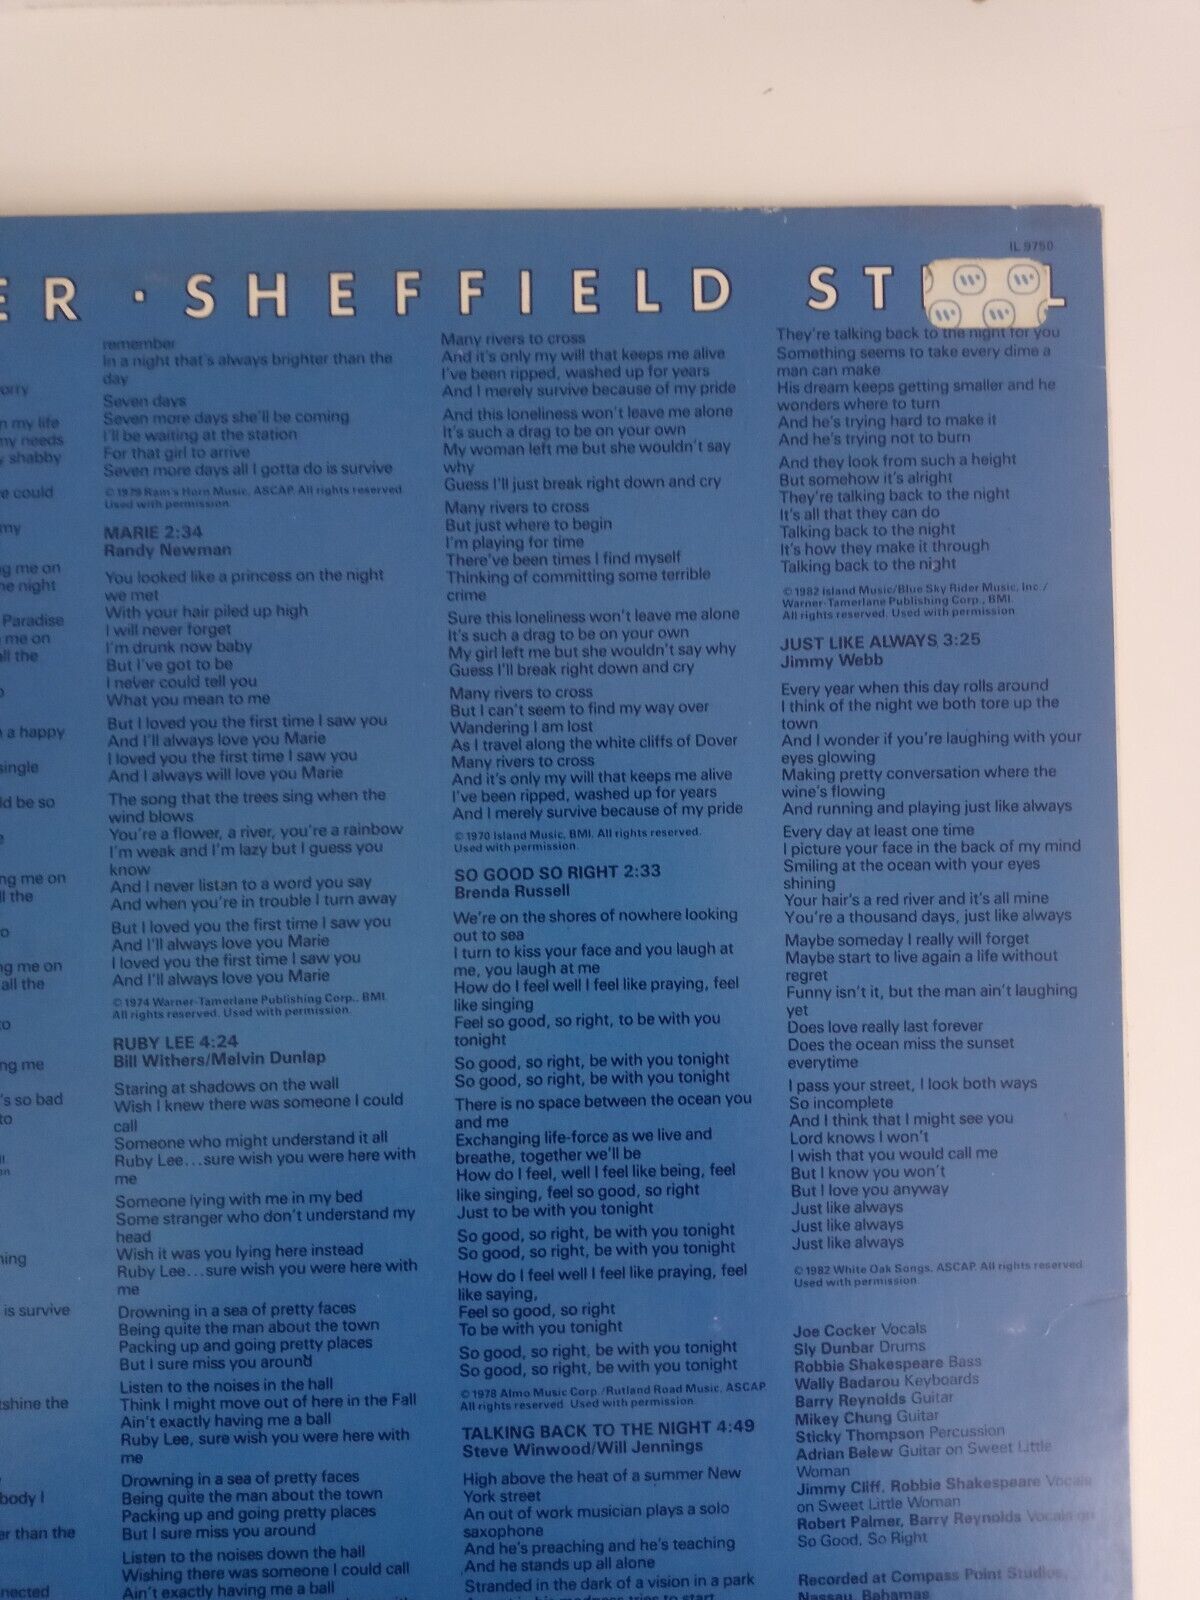 IL 9750
ER · SHEFFIELD ST L
orry
n my life
ny needs
y shabby
e could
my
g me on
e night
Paradise
me on
ll the
o
a happy
single
ld be so
e
ng me on
ll the
o
ng me on
all the
to
ng me
's so bad
to
ning
is survive
tshine the
body I
er than the
nnected
remember
In a night that's always brighter than the
day
Seven days
Seven more days she'll be coming
I'll be waiting at the station
For that girl to arrive
Seven more days all I gotta do is survive
© 1979 Ram's Horn Music, ASCAP. All rights reserved.
Used with permission.
MARIE 2:34
Randy Newman
You looked like a princess on the night
we met
With your hair piled up high
I will never forget
I'm drunk now baby
But I've got to be
I never could tell you
What you mean to me
But I loved you the first time I saw you
And I'll always love you Marie
I loved you the first time I saw you
And I always will love you Marie
The song that the trees sing when the
wind blows
You're a flower, a river, you're a rainbow
I'm weak and I'm lazy but I guess you
know
And I never listen to a word you say
And when you're in trouble I turn away
But I loved you the first time I saw you
And I'll always love you Marie
I loved you the first time I saw you
And I'll always love you Marie
© 1974 Warner-Tamerlane Publishing Corp., BMI.
All rights reserved. Used with permission.
RUBY LEE 4:24
Bill Withers/Melvin Dunlap
Staring at shadows on the wall
Wish I knew there was someone I could
call
Someone who might understand it all
Ruby Lee...sure wish you were here with
me
Someone lying with me in my bed
Some stranger who don't understand my
head
Wish it was you lying here instead
Ruby Lee...sure wish you were here with
me
Drowning in a sea of pretty faces
Being quite the man about the town
Packing up and going pretty places
But I sure miss you around
Listen to the noises in the hall
Think I might move out of here in the Fall
Ain't exactly having me a ball
Ruby Lee, sure wish you were here with
me
Drowning in a sea of pretty faces
Being quite the man about the town
Packing up and going pretty places
But I sure miss you around
Listen to the noises down the hall
Wishing there was someone I could call
Ain't exactly having me a ball
Many rivers to cross
And it's only my will that keeps me alive
I've been ripped, washed up for years
And I merely survive because of my pride
And this loneliness won't leave me alone
It's such a drag to be on your own
My woman left me but she wouldn't say
why
Guess I'll just break right down and cry
Many rivers to cross
But just where to begin
I'm playing for time
There've been times I find myself
Thinking of committing some terrible
crime
Sure this loneliness won't leave me alone
It's such a drag to be on your own
My girl left me but she wouldn't say why
Guess I'll break right down and cry
Many rivers to cross
But I can't seem to find my way over
Wandering I am lost
As I travel along the white cliffs of Dover
Many rivers to cross
And it's only my will that keeps me alive
I've been ripped, washed up for years
And I merely survive because of my pride
© 1970 Island Music, BMI. All rights reserved.
Used with permission.
SO GOOD SO RIGHT 2:33
Brenda Russell
We're on the shores of nowhere looking
out to sea
I turn to kiss your face and you laugh at
me, you laugh at me
How do I feel well I feel like praying, feel
like singing
Feel so good, so right, to be with you
tonight
So good, so right, be with you tonight
So good, so right, be with you tonight
There is no space between the ocean you
and me
Exchanging life-force as we live and
breathe, together we'll be
How do I feel, well I feel like being, feel
like singing, feel so good, so right
Just to be with you tonight
So good, so right, be with you tonight
So good, so right, be with you tonight
How do I feel well I feel like praying, feel
like saying,
Feel so good, so right
To be with you tonight
So good, so right, be with you tonight
So good, so right, be with you tonight
© 1978 Almo Music Corp./Rutland Road Music, ASCAP.
All rights reserved. Used with permission.
TALKING BACK TO THE NIGHT 4:49
Steve Winwood/Will Jennings
High above the heat of a summer New
York street
An out of work musician plays a solo
saxophone
And he's preaching and he's teaching
And he stands up all alone
Stranded in the dark of a vision in a park
They're talking back to the night for you
Something seems to take every dime a
man can make
His dream keeps getting smaller and he
wonders where to turn
And he's trying hard to make it
And he's trying not to burn
And they look from such a height
But somehow it's alright
They're talking back to the night
It's all that they can do
Talking back to the night
It's how they make it through
Talking back to the night
© 1982 Island Music/Blue Sky Rider Music, Inc./
Warner-Tamerlane Publishing Corp., BMI.
All rights reserved. Used with permission.
JUST LIKE ALWAYS 3:25
Jimmy Webb
Every year when this day rolls around
I think of the night we both tore up the
town
And I wonder if you're laughing with your
eyes glowing
Making pretty conversation where the
wine's flowing
And running and playing just like always
Every day at least one time
I picture your face in the back of my mind
Smiling at the ocean with your eyes
shining
Your hair's a red river and it's all mine
You're a thousand days, just like always
Maybe someday I really will forget
Maybe start to live again a life without
regret
Funny isn't it, but the man ain't laughing
yet
Does love really last forever
Does the ocean miss the sunset
everytime
I pass your street, I look both ways
So incomplete
And I think that I might see you
Lord knows I won't
I wish that you would call me
But I know you won't
But I love you anyway
Just like always
Just like always
Just like always
© 1982 White Oak Songs, ASCAP. All rights reserved.
Used with permission.
Joe Cocker Vocals
Sly Dunbar Drums
Robbie Shakespeare Bass
Wally Badarou Keyboards
Barry Reynolds Guitar
Mikey Chung Guitar
Sticky Thompson Percussion
Adrian Belew Guitar on Sweet Little
Woman
Jimmy Cliff, Robbie Shakespeare Vocals
on Sweet Little Woman
Robert Palmer, Barry Reynolds Vocals on
So Good, So Right
Recorded at Compass Point Studios,
Nassau, Bahamas